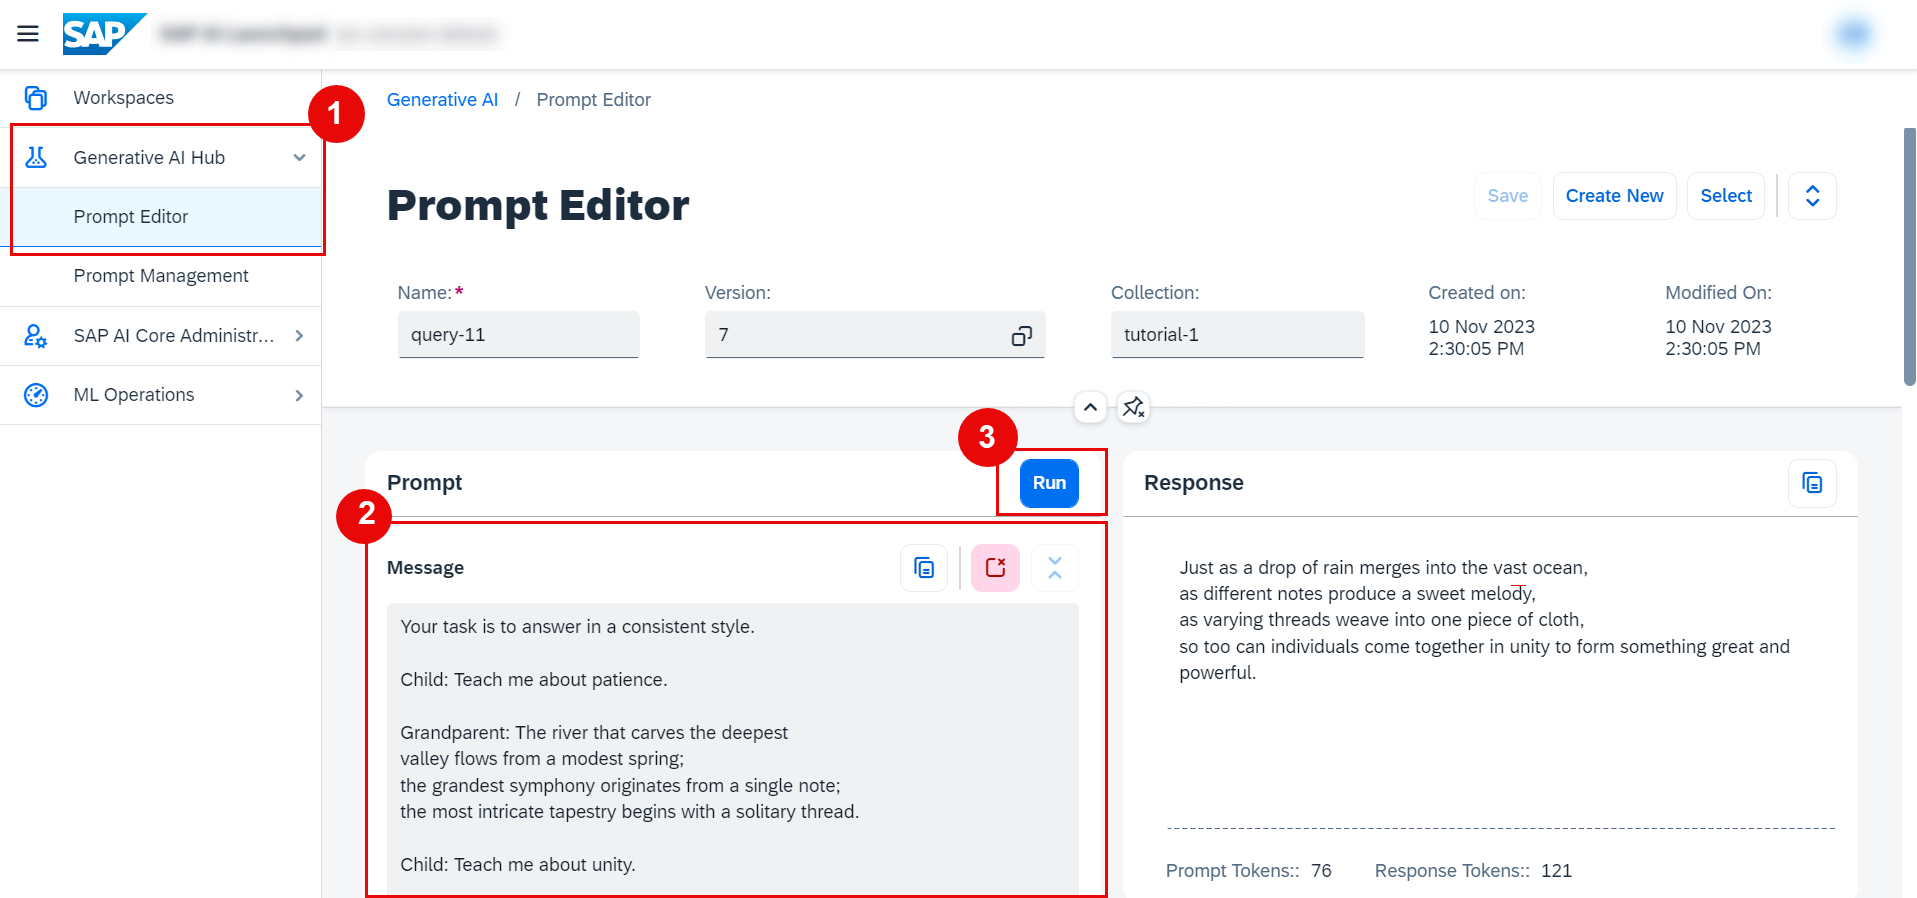 SAP
Workspaces
1
Generative AI Hub
Prompt Editor
Prompt Management
SAP AI Core Administr...
ML Operations
Generative AI / Prompt Editor
Prompt Editor
Save
Create New
Select
Name:*
query-11
Version:
7
Collection:
tutorial-1
Created on:
10 Nov 2023
2:30:05 PM
Modified On:
10 Nov 2023
2:30:05 PM
3
Prompt
Run
2
Message
Your task is to answer in a consistent style.
Child: Teach me about patience.
Grandparent: The river that carves the deepest
valley flows from a modest spring;
the grandest symphony originates from a single note;
the most intricate tapestry begins with a solitary thread.
Child: Teach me about unity.
Response
Just as a drop of rain merges into the vast ocean,
as different notes produce a sweet melody,
as varying threads weave into one piece of cloth,
so too can individuals come together in unity to form something great and
powerful.
Prompt Tokens:: 76
Response Tokens:: 121